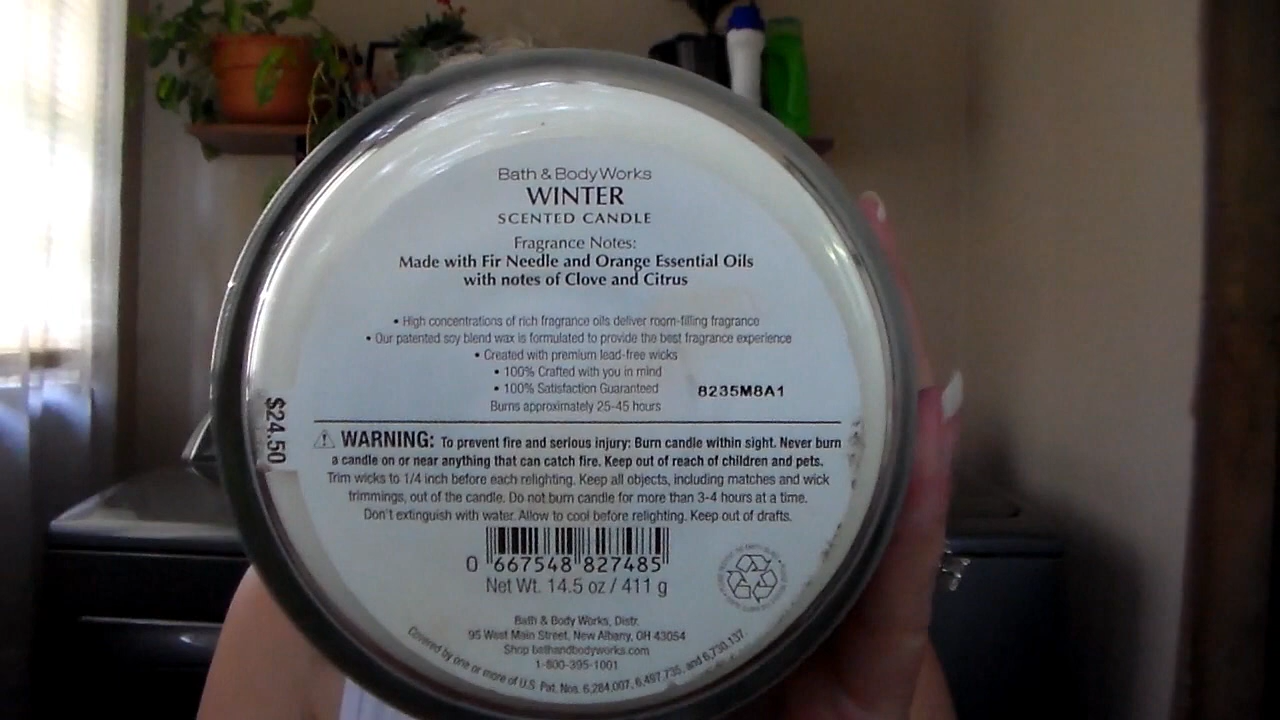 Bath & Body Works
WINTER
SCENTED CANDLE
Fragrance Notes:
Made with Fir Needle and Orange Essential Oils
with notes of Clove and Citrus
• High concentrations of rich fragrance oils deliver room-filling fragrance
• Our patented soy blend wax is formulated to provide the best fragrance experience
• Created with premium lead-free wicks
• 100% Crafted with you in mind
• 100% Satisfaction Guaranteed
8235M8A1
Burns approximately 25-45 hours
$24.50
WARNING: To prevent fire and serious injury: Burn candle within sight. Never burn
a candle on or near anything that can catch fire. Keep out of reach of children and pets.
Trim wicks to 1/4 inch before each relighting. Keep all objects, including matches and wick
trimmings, out of the candle. Do not burn candle for more than 3-4 hours at a time.
Don't extinguish with water. Allow to cool before relighting. Keep out of drafts.
0 667548 827485
Net Wt. 14.5 oz / 411 g
Bath & Body Works, Distr.
95 West Main Street, New Albany, OH 43054
Shop bathandbodyworks.com
1-800-395-1001
Covered by one or more of U.S. Pat. Nos. 6,284,007, 6,497,735, and 6,730,137